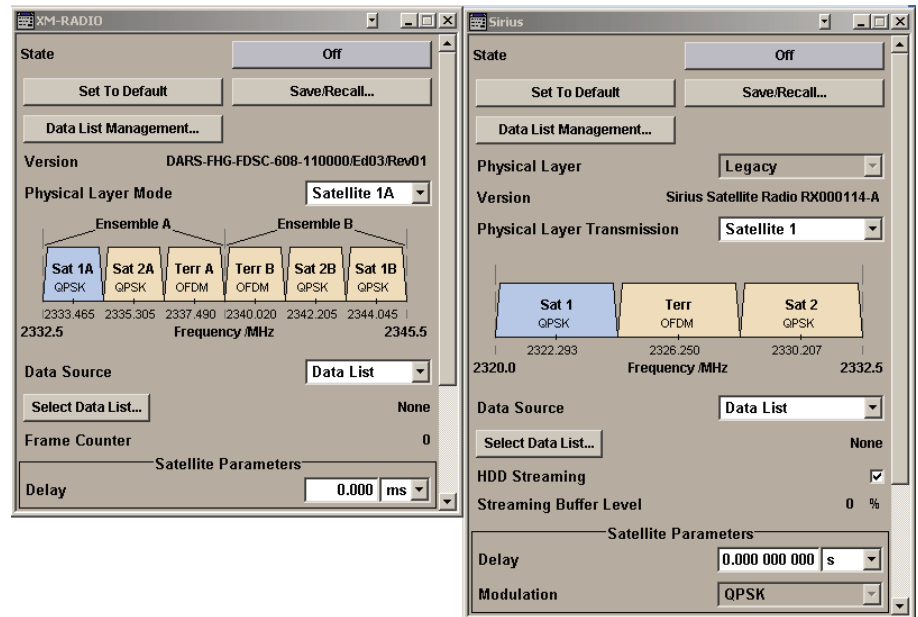 XM-RADIO
State Off
Set To Default Save/Recall...
Data List Management...
Version DARS-FHG-FDSC-608-110000/Ed03/Rev01
Physical Layer Mode Satellite 1A
Ensemble A Ensemble B
Sat 1A Sat 2A Terr A Terr B Sat 2B Sat 1B
QPSK QPSK OFDM OFDM QPSK QPSK
2333.465 2335.305 2337.490 2340.020 2342.205 2344.045
2332.5 Frequency /MHz 2345.5
Data Source Data List
Select Data List... None
Frame Counter 0
Satellite Parameters
Delay 0.000 ms
Sirius
State Off
Set To Default Save/Recall...
Data List Management...
Physical Layer Legacy
Version Sirius Satellite Radio RX000114-A
Physical Layer Transmission Satellite 1
Sat 1 Terr Sat 2
QPSK OFDM QPSK
2322.293 2326.250 2330.207
2320.0 Frequency /MHz 2332.5
Data Source Data List
Select Data List... None
HDD Streaming
Streaming Buffer Level 0 %
Satellite Parameters
Delay 0.000 000 000 s
Modulation QPSK